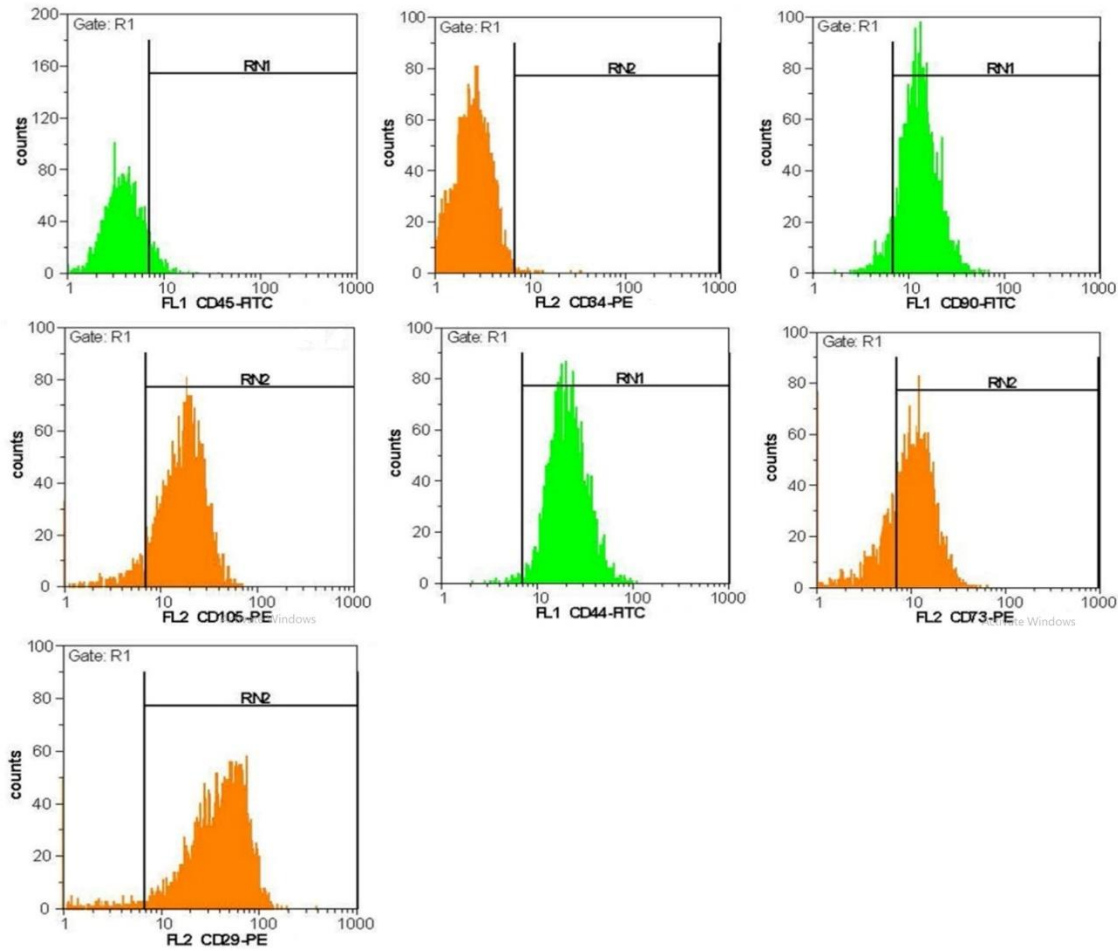 Gate: R1
RN1
200
160
120
80
40
0
counts
1 10 100 1000
FL1 CD45-FITC
Gate: R1
RN2
100
80
60
40
20
0
counts
1 10 100 1000
FL2 CD34-PE
Gate: R1
RN1
100
80
60
40
20
0
counts
1 10 100 1000
FL1 CD90-FITC
Gate: R1
RN2
100
80
60
40
20
0
counts
1 10 100 1000
FL2 CD105-PE
Activate Windows
Gate: R1
RN1
100
80
60
40
20
0
counts
1 10 100 1000
FL1 CD44-FITC
Gate: R1
RN2
100
80
60
40
20
0
counts
1 10 100 1000
FL2 CD73-PE
Activate Windows
Gate: R1
RN2
100
80
60
40
20
0
counts
1 10 100 1000
FL2 CD29-PE